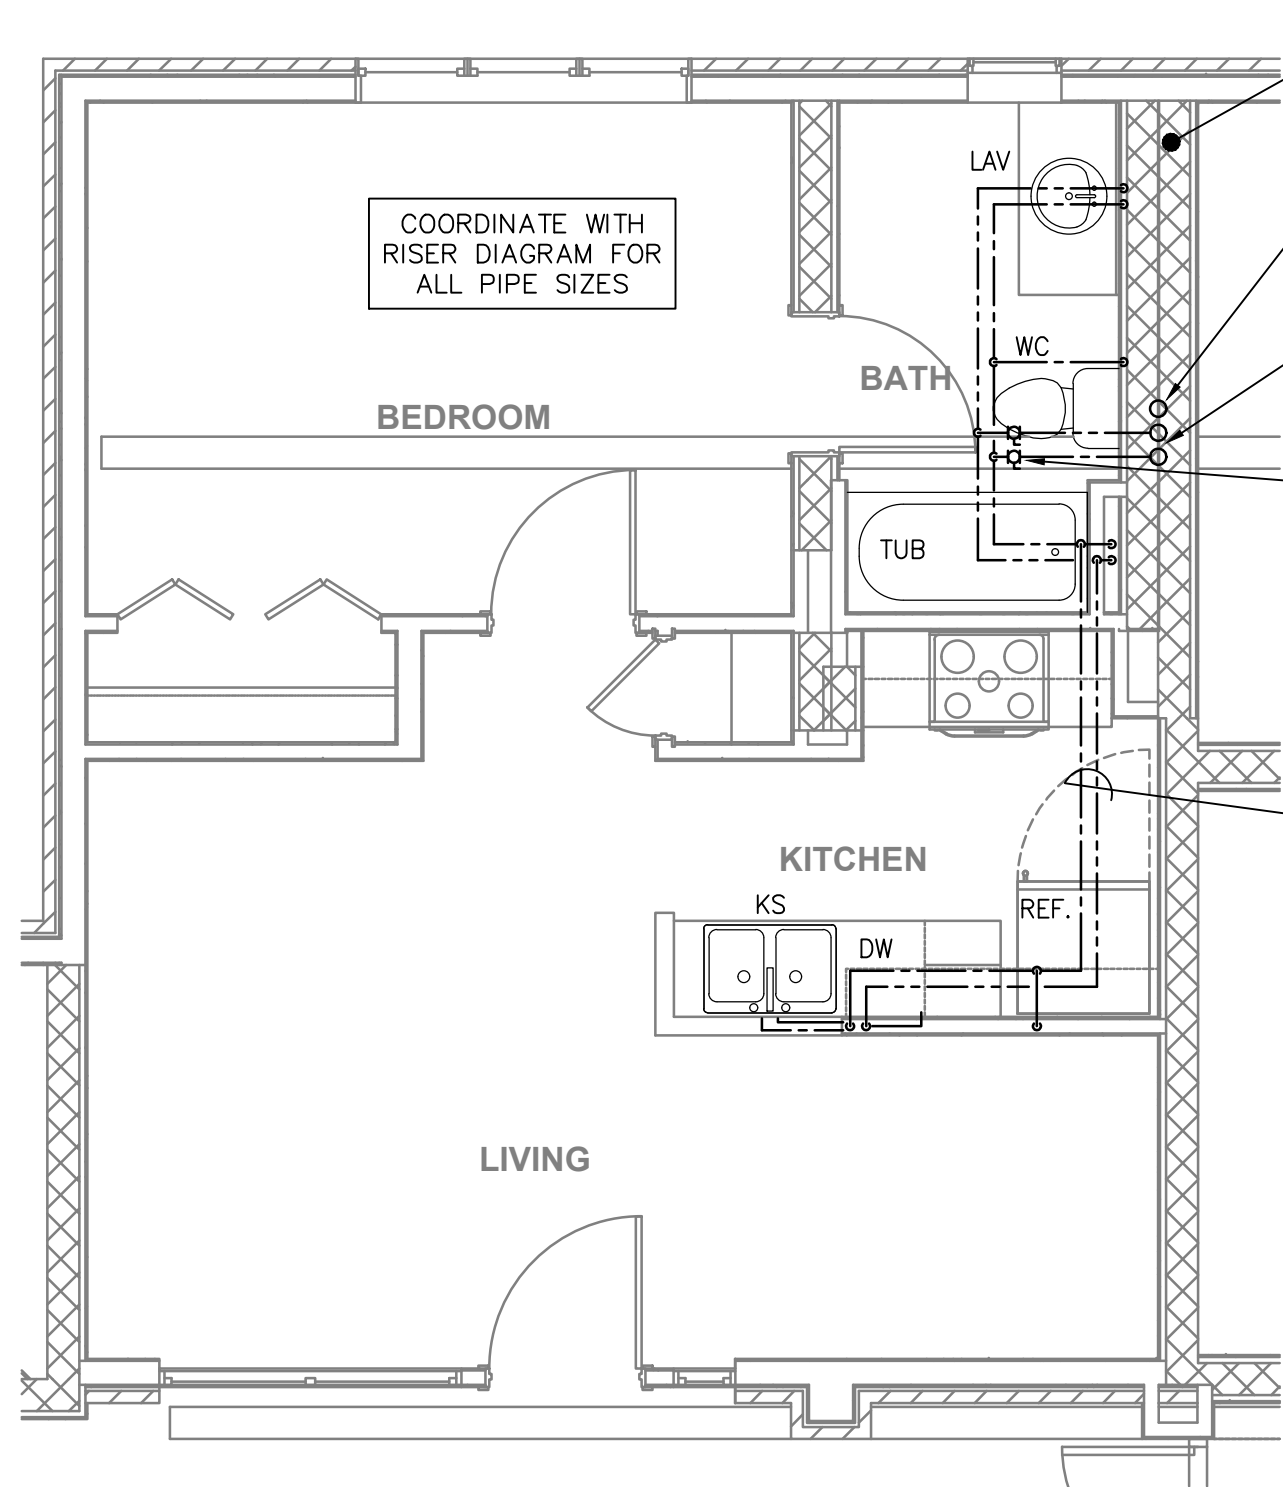 LAV
COORDINATE WITH
RISER DIAGRAM FOR
ALL PIPE SIZES
WC
BATH
BEDROOM
TUB
KITCHEN
KS
REF.
DW
LIVING